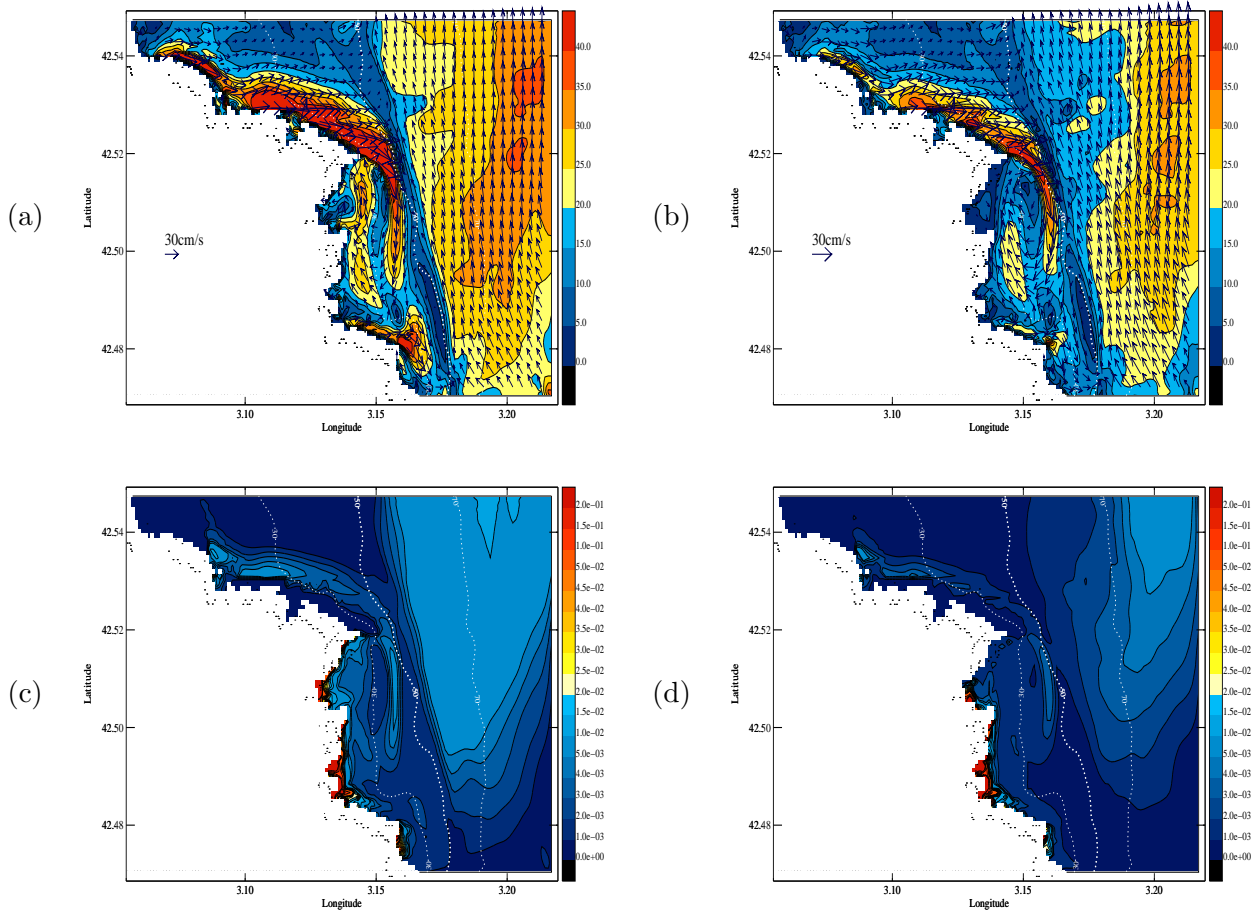 (a)
42.54
42.52
42.50
42.48
Latitude
30cm/s
3.10
3.15
3.20
Longitude
40.0
35.0
30.0
25.0
20.0
15.0
10.0
5.0
0.0
(b)
42.54
42.52
42.50
42.48
Latitude
30cm/s
3.10
3.15
3.20
Longitude
40.0
35.0
30.0
25.0
20.0
15.0
10.0
5.0
0.0
(c)
42.54
42.52
42.50
42.48
Latitude
3.10
3.15
3.20
Longitude
2.0e-01
1.5e-01
1.0e-01
5.0e-02
4.5e-02
4.0e-02
3.5e-02
3.0e-02
2.5e-02
2.0e-02
1.5e-02
1.0e-02
5.0e-03
4.0e-03
3.0e-03
2.0e-03
1.0e-03
0.0e+00
(d)
42.54
42.52
42.50
42.48
Latitude
3.10
3.15
3.20
Longitude
2.0e-01
1.5e-01
1.0e-01
5.0e-02
4.5e-02
4.0e-02
3.5e-02
3.0e-02
2.5e-02
2.0e-02
1.5e-02
1.0e-02
5.0e-03
4.0e-03
3.0e-03
2.0e-03
1.0e-03
0.0e+00